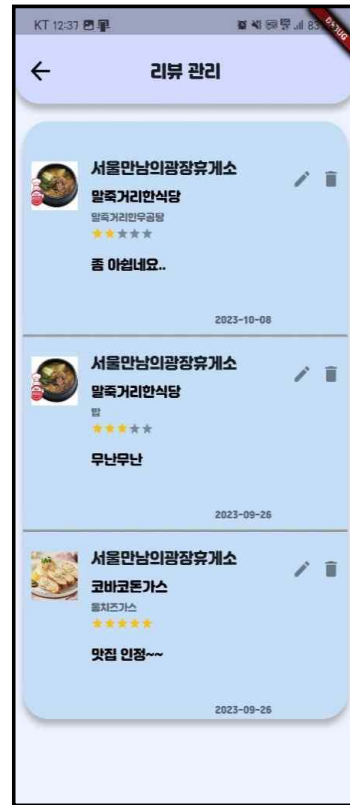 KT 12:37
DEBUG
리뷰 관리
서울만남의광장휴게소
말죽거리한식당
말죽거리한우곰탕
좀 아쉽네요..
2023-10-08
서울만남의광장휴게소
말죽거리한식당
밥
무난무난
2023-09-26
서울만남의광장휴게소
코바코돈가스
롤치즈가스
맛집 인정~~
2023-09-26